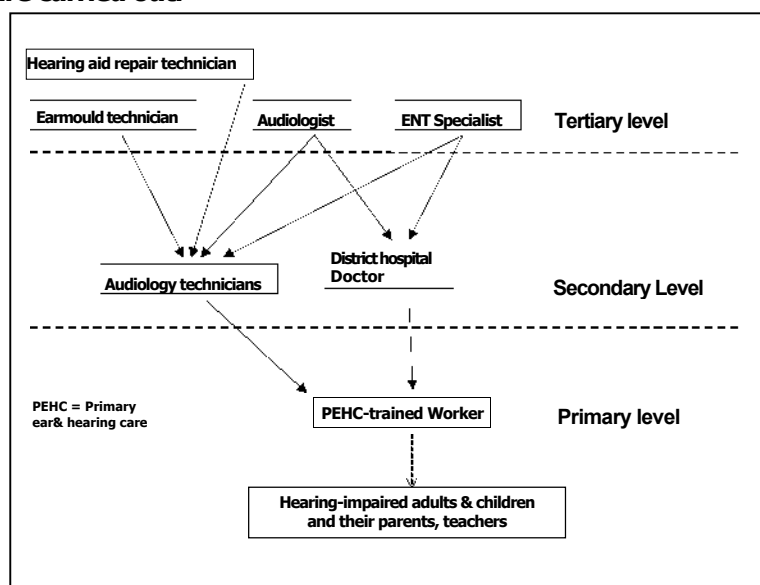 Hearing aid repair technician
Earmould technician
Audiologist
ENT Specialist
Tertiary level
District hospital
Doctor
Audiology technicians
Secondary Level
PEHC = Primary
ear& hearing care
PEHC-trained Worker
Primary level
Hearing-impaired adults & children
and their parents, teachers